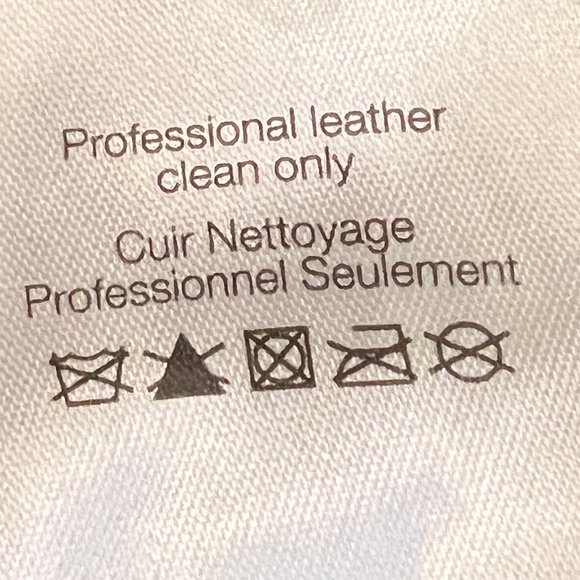 Professional leather
clean only
Cuir Nettoyage
Professionnel Seulement